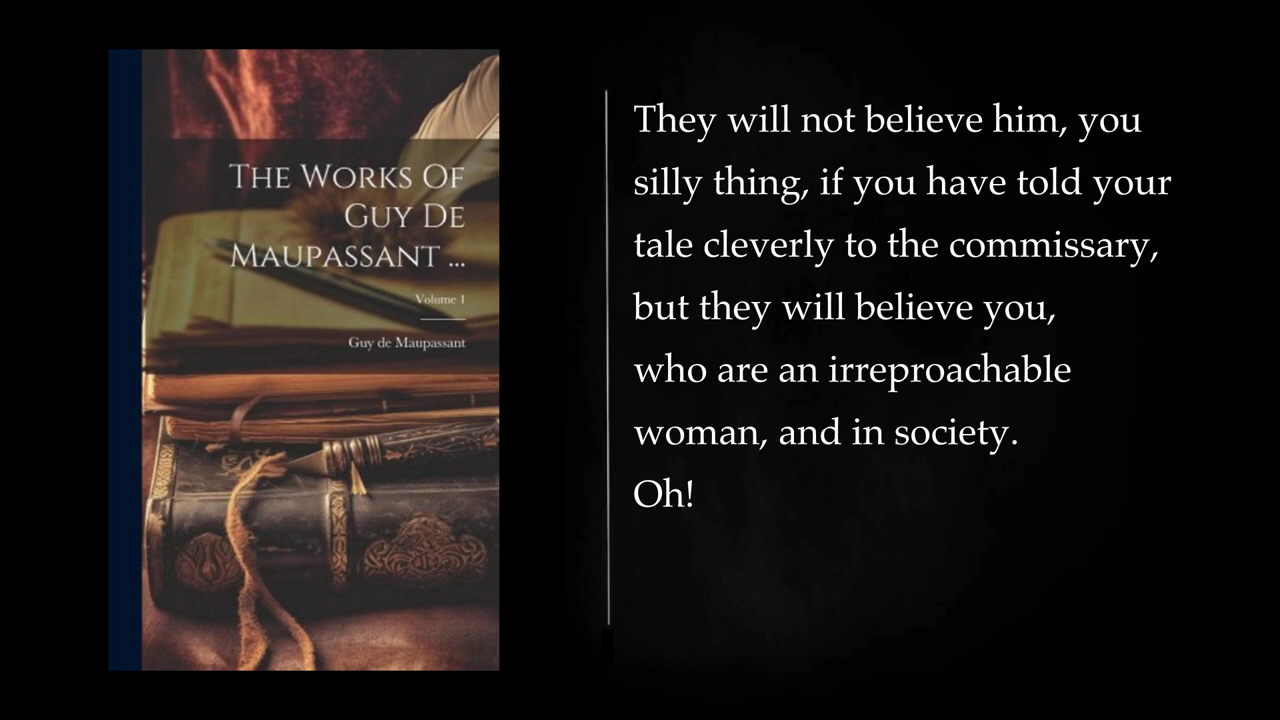 THE WORKS OF
GUY DE
MAUPASSANT ...
Volume 1
Guy de Maupassant
They will not believe him, you
silly thing, if you have told your
tale cleverly to the commissary,
but they will believe you,
who are an irreproachable
woman, and in society.
Oh!